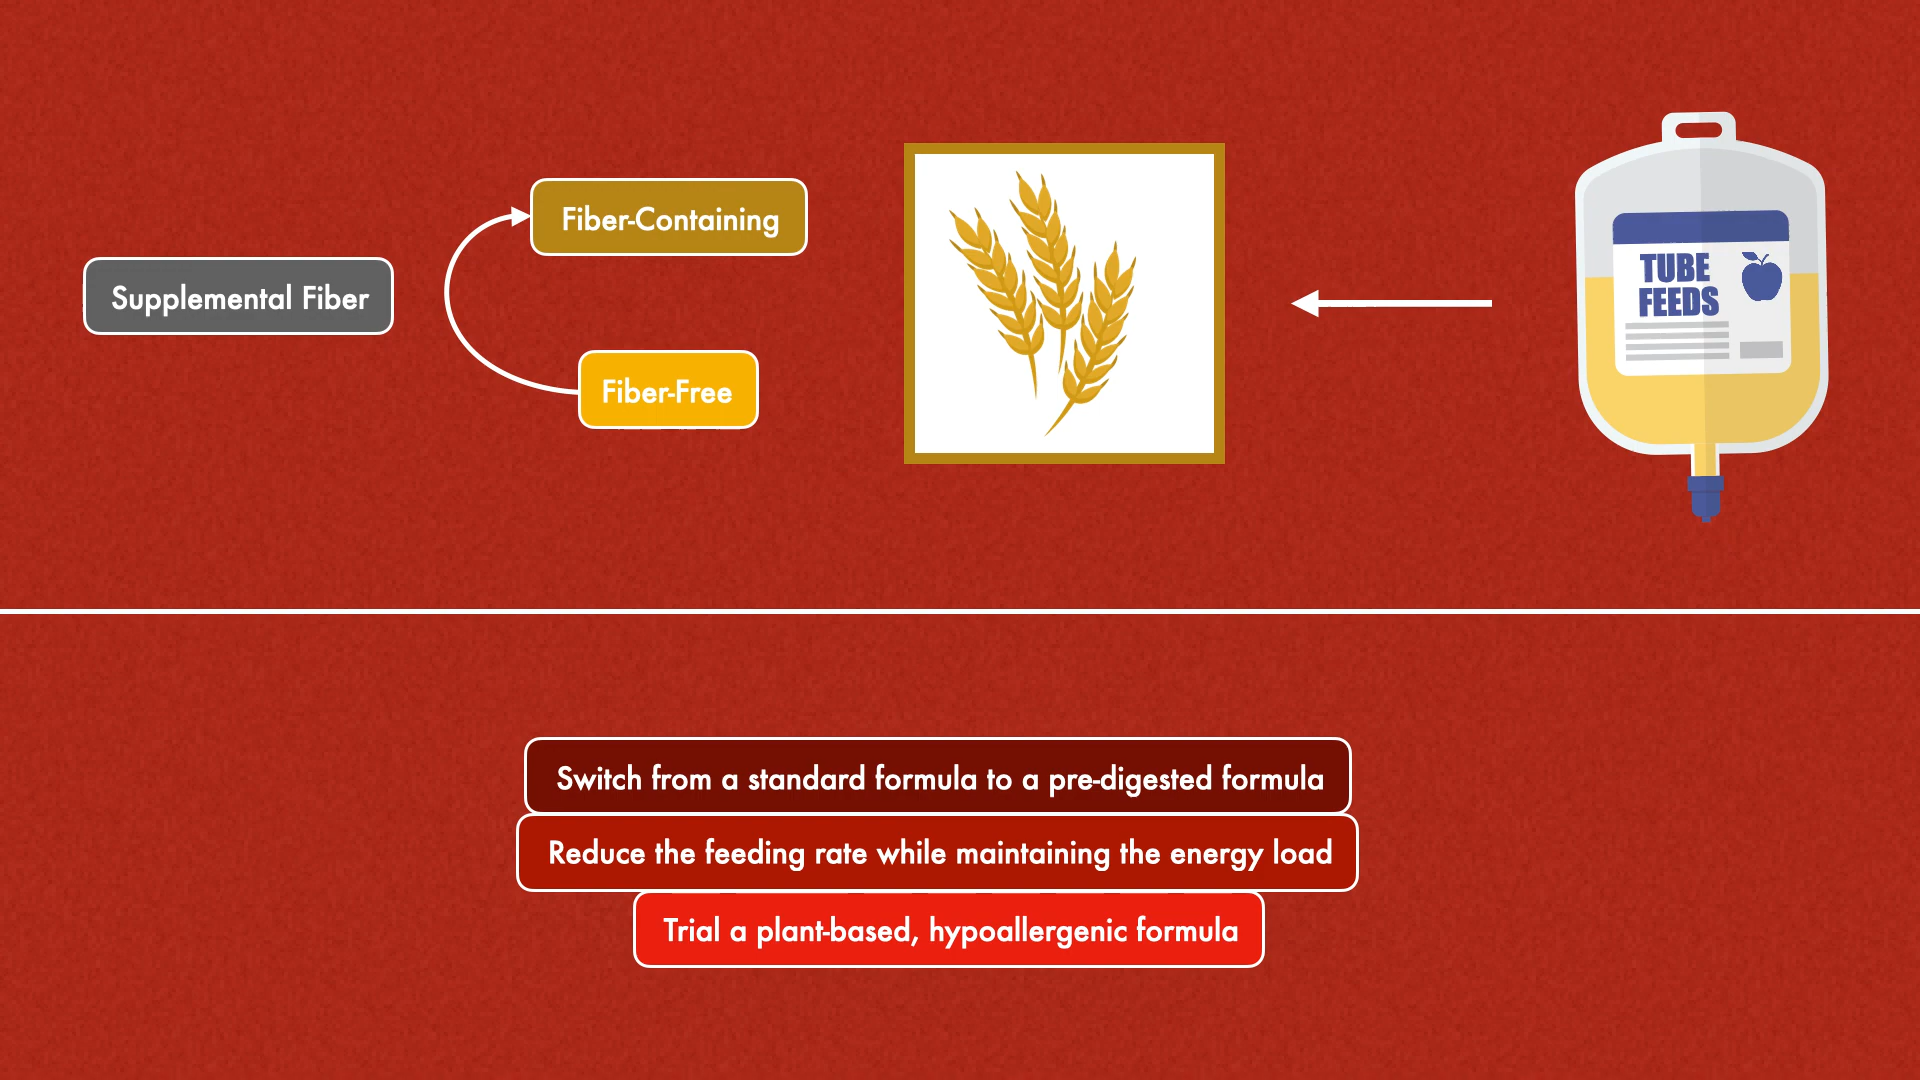 Supplemental Fiber
Fiber-Containing
Fiber-Free
TUBE
FEEDS
Switch from a standard formula to a pre-digested formula
Reduce the feeding rate while maintaining the energy load
Trial a plant-based, hypoallergenic formula